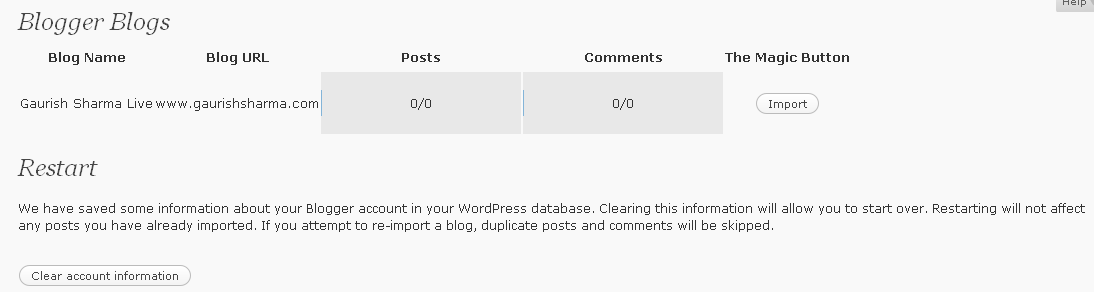 Help
Blogger Blogs
Blog Name Blog URL Posts Comments The Magic Button
Gaurish Sharma Live www.gaurishsharma.com 0/0 0/0 Import
Restart
We have saved some information about your Blogger account in your WordPress database. Clearing this information will allow you to start over. Restarting will not affect
any posts you have already imported. If you attempt to re-import a blog, duplicate posts and comments will be skipped.
Clear account information